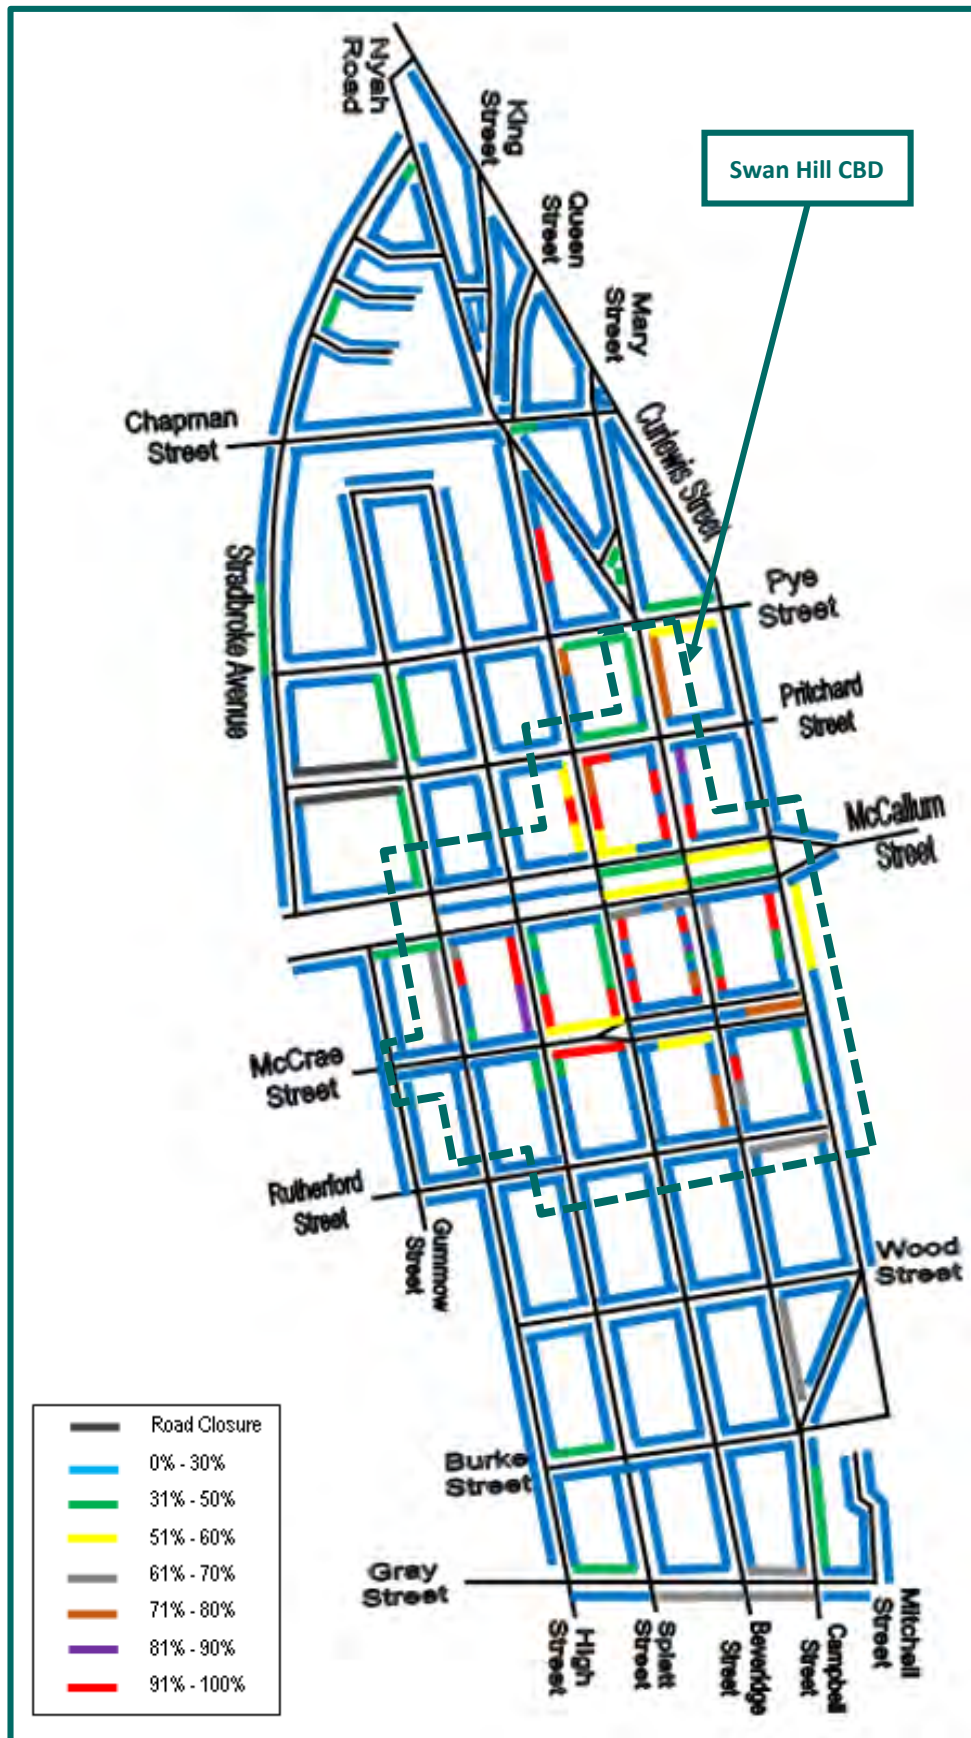 Nyah
Road
King
Street
Queen
Street
Mary
Street
Swan Hill CBD
Chapman
Street
Curlewis Street
Stradbroke Avenue
Pye
Street
Pritchard
Street
McCallum
Street
McCrae
Street
Rutherford
Street
Gummow
Street
Wood
Street
Burke
Street
Gray
Street
High
Street
Splatt
Street
Beveridge
Street
Campbell
Street
Mitchell
Street
Road Closure
0% - 30%
31% - 50%
51% - 60%
61% - 70%
71% - 80%
81% - 90%
91% - 100%